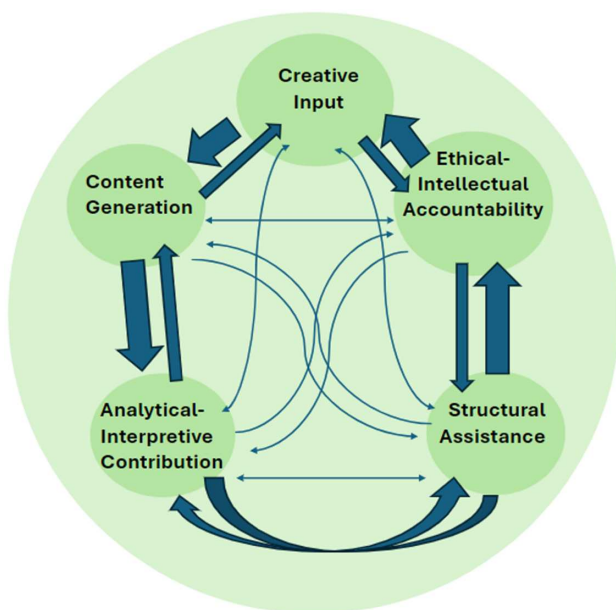 Creative
Input
Content
Generation
Ethical-
Intellectual
Accountability
Analytical-
Interpretive
Contribution
Structural
Assistance